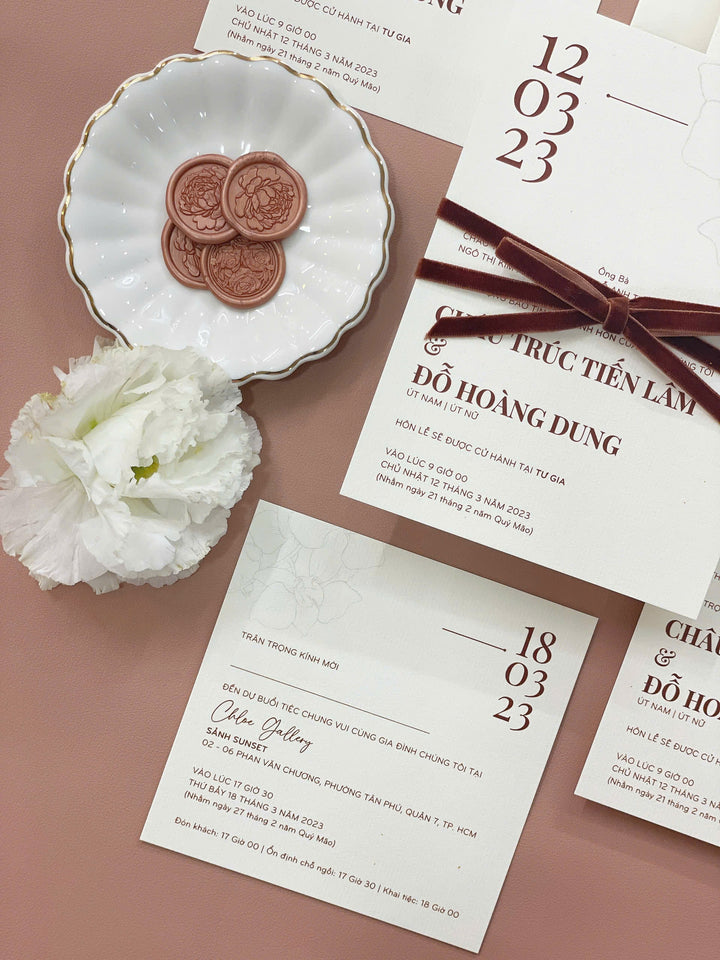 ĐƯỢC CỬ HÀNH TẠI TƯ GIA
VÀO LÚC 9 GIỜ 00
CHỦ NHẬT 12 THÁNG 3 NĂM 2023
(Nhằm ngày 21 tháng 2 năm Quý Mão)
12
03
23
NGÔ THỊ KIM
Ông Bà
CHÂU TRÚC TIẾN LÂM
&
ĐỖ HOÀNG DUNG
ÚT NAM | ÚT NỮ
HÔN LỄ SẼ ĐƯỢC CỬ HÀNH TẠI TƯ GIA
VÀO LÚC 9 GIỜ 00
CHỦ NHẬT 12 THÁNG 3 NĂM 2023
(Nhằm ngày 21 tháng 2 năm Quý Mão)
18
03
23
TRÂN TRỌNG KÍNH MỜI
ĐẾN DỰ BUỔI TIỆC CHUNG VUI CÙNG GIA ĐÌNH CHÚNG TÔI TẠI
Chloe Gallery
SẢNH SUNSET
02 - 06 PHAN VĂN CHƯƠNG, PHƯỜNG TÂN PHÚ, QUẬN 7, TP. HCM
VÀO LÚC 17 GIỜ 30
THỨ BẢY 18 THÁNG 3 NĂM 2023
(Nhằm ngày 27 tháng 2 năm Quý Mão)
Đón khách: 17 Giờ 00 | Ổn định chỗ ngồi: 17 Giờ 30 | Khai tiệc: 18 Giờ 00
CHÂU
&
ĐỖ HO
ÚT NAM | ÚT NỮ
HÔN LỄ SẼ ĐƯỢC CỬ H
VÀO LÚC 9 GIỜ 00
CHỦ NHẬT 12 THÁNG 3
(Nhằm ngày 21 tháng 2 n